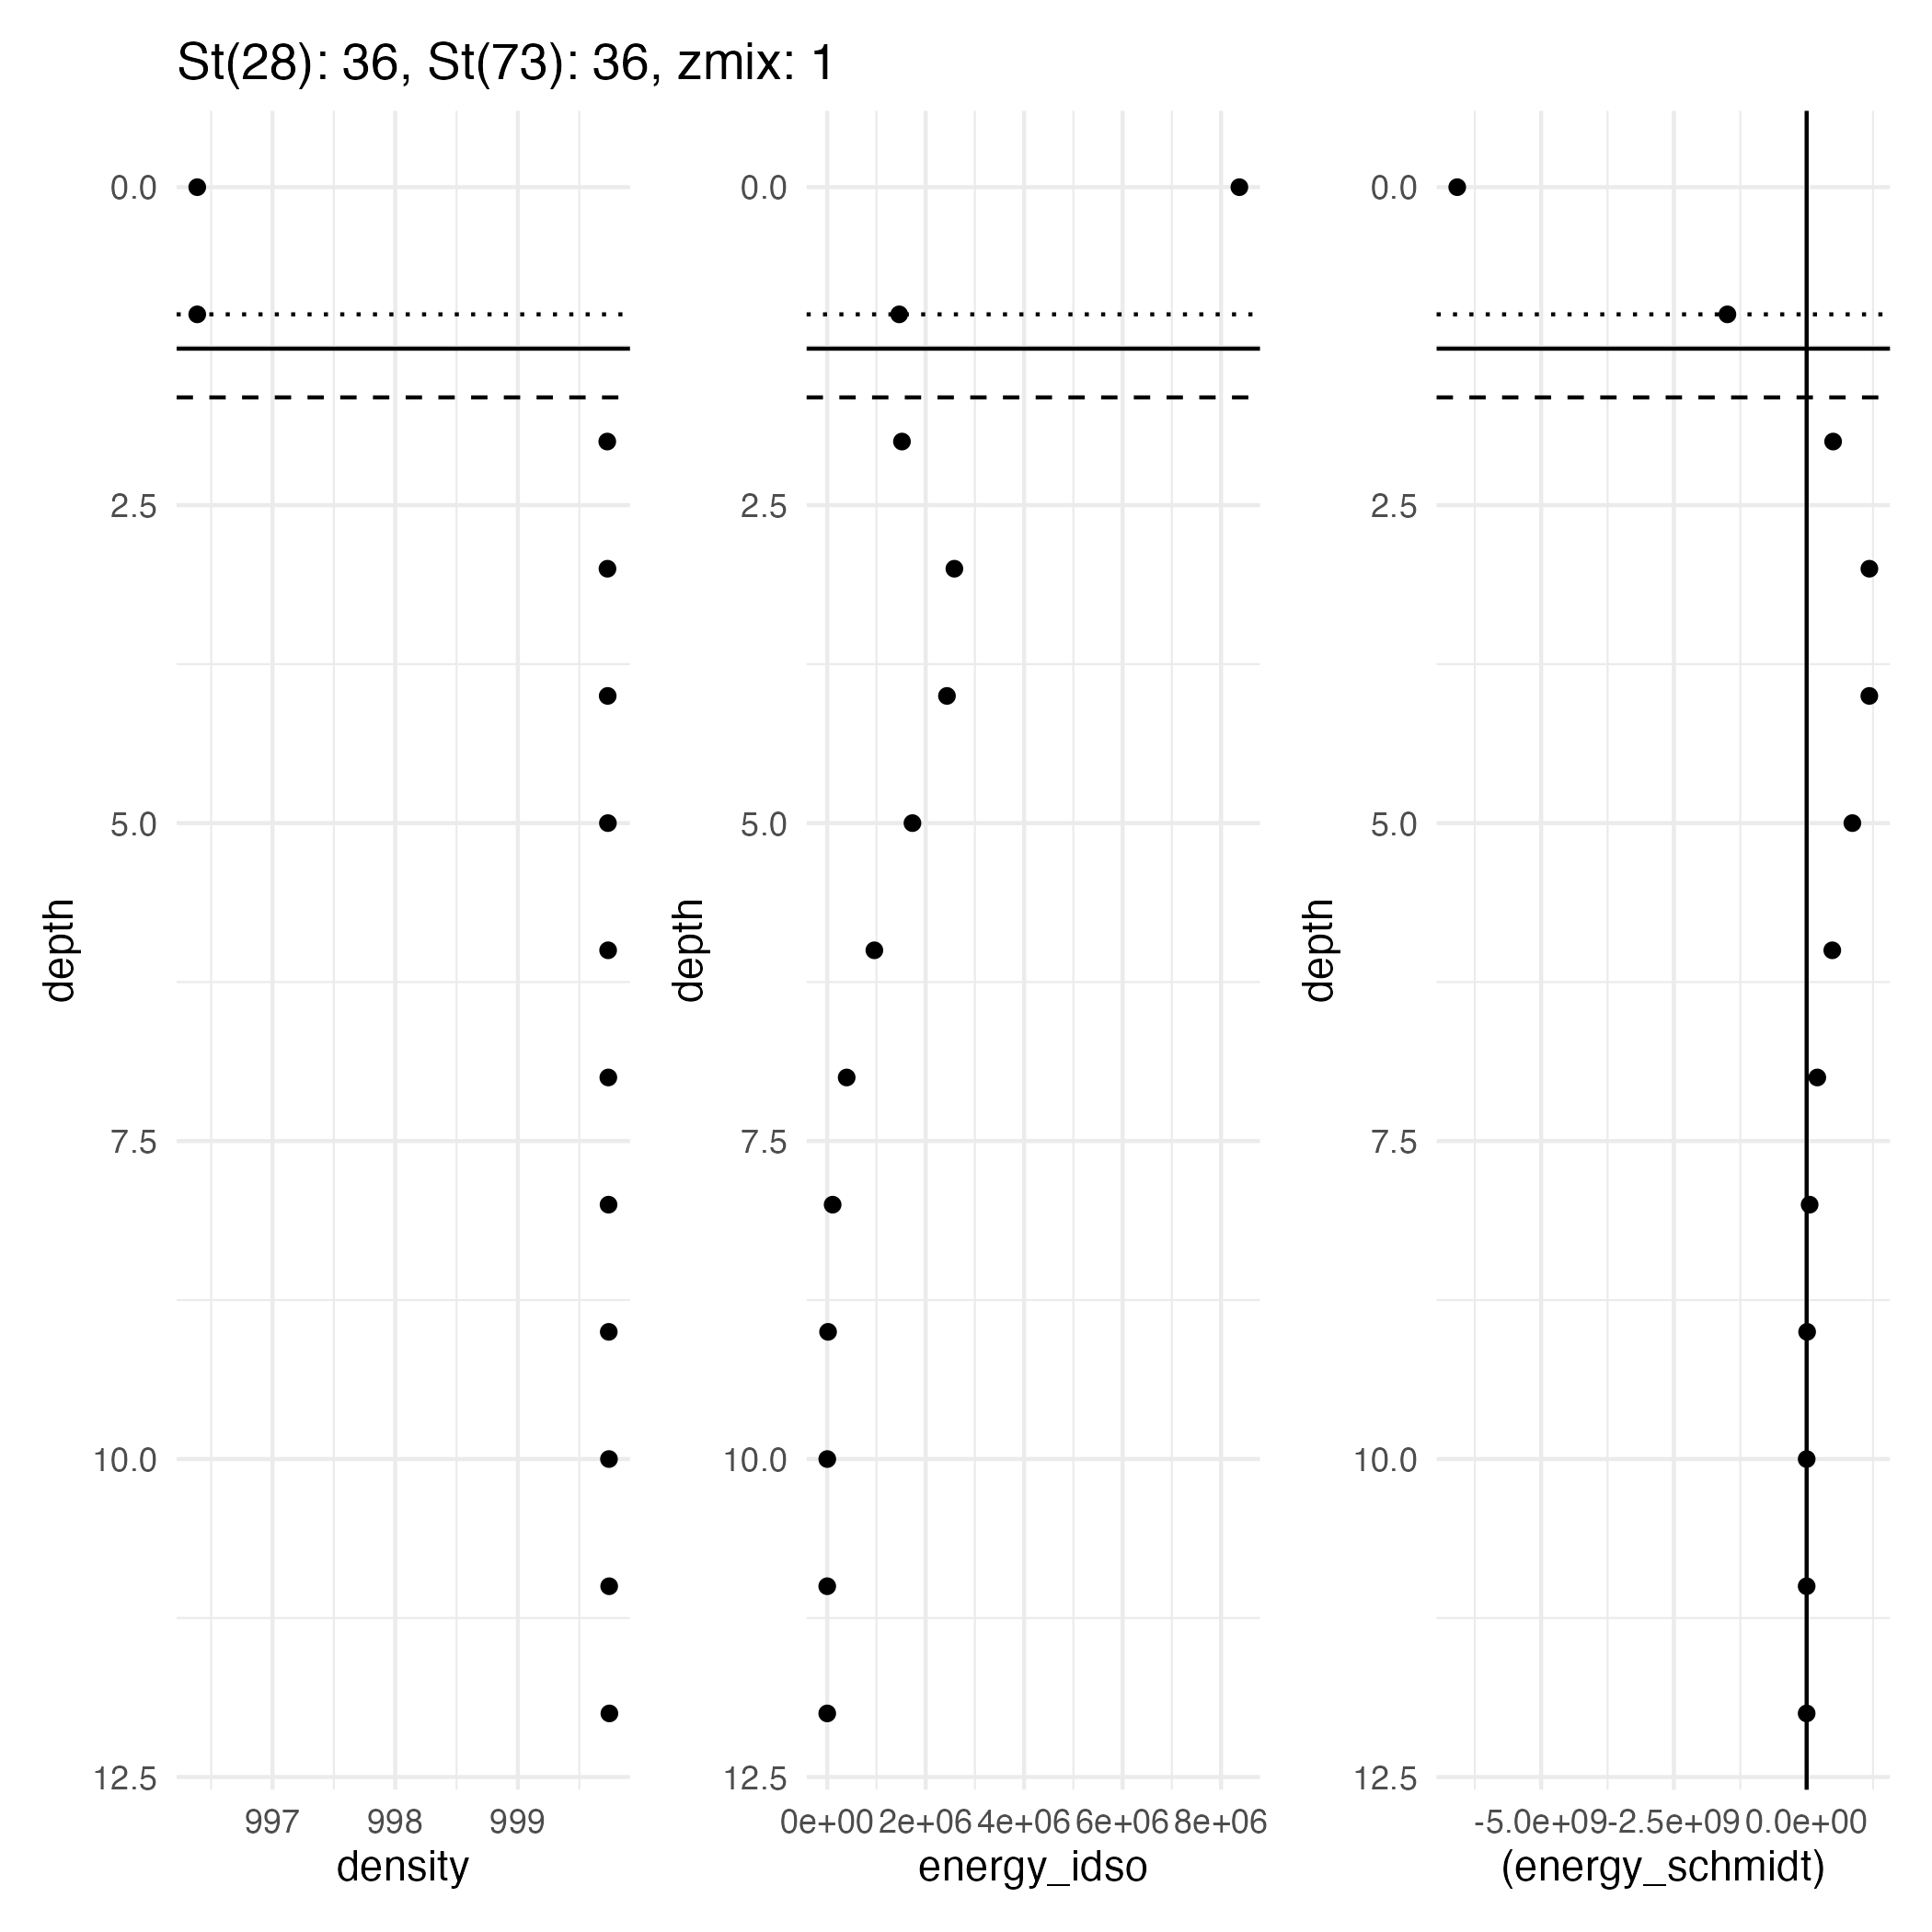 St(28): 36, St(73): 36, zmix: 1
0.0
2.5
5.0
7.5
10.0
12.5
depth
997 998 999
density
0.0
2.5
5.0
7.5
10.0
12.5
depth
0e+00 2e+06 4e+06 6e+06 8e+06
energy_idso
0.0
2.5
5.0
7.5
10.0
12.5
depth
-5.0e+09 -2.5e+09 0.0e+00
(energy_schmidt)